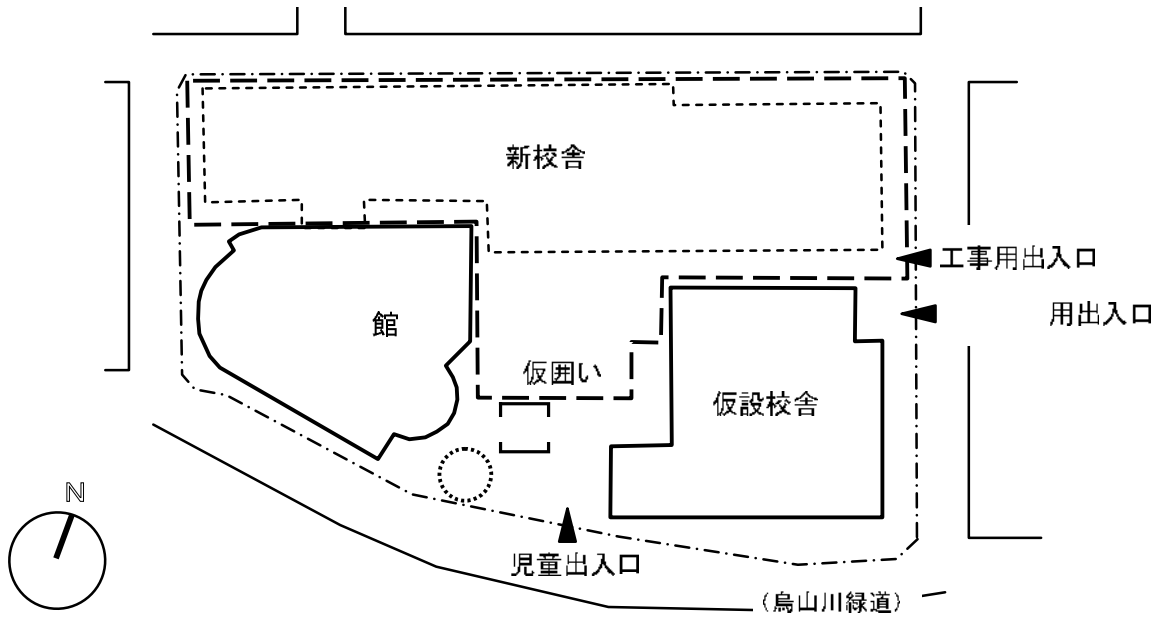 新校舎
工事用出入口
用出入口
館
仮囲い
仮設校舎
N
児童出入口
（烏山川緑道）